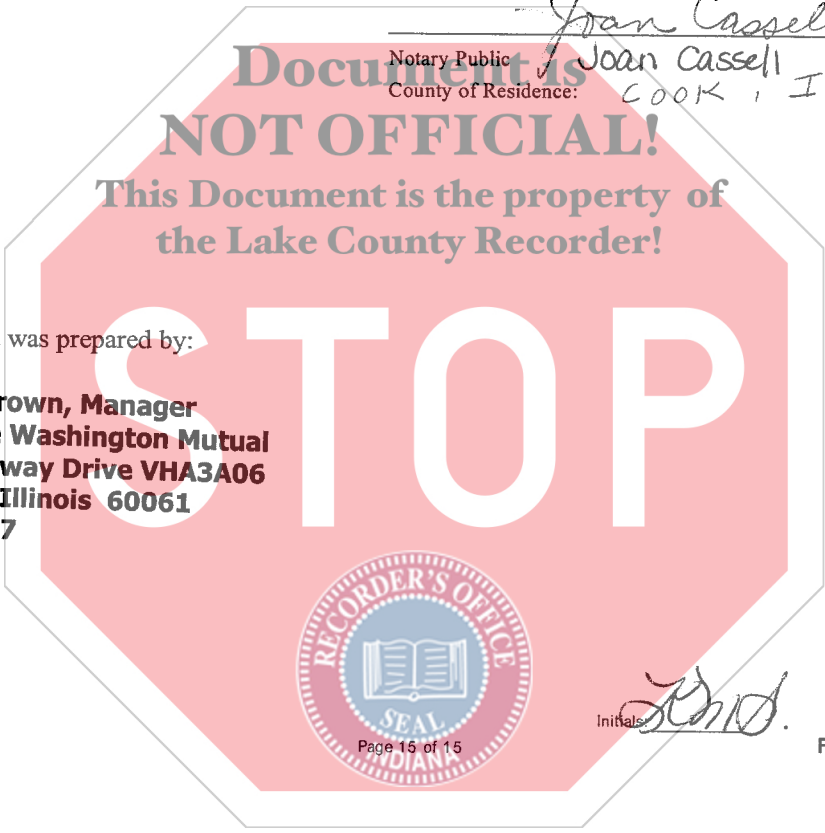 Joan Cassel
Notary Public Joan Cassell
County of Residence: COOK, I
Document is
NOT OFFICIAL!
This Document is the property of
the Lake County Recorder!
was prepared by:
rown, Manager
Washington Mutual
way Drive VHA3A06
Illinois 60061
7
STOP
RECORDER'S OFFICE
SEAL
INDIANA
Initials:
Page 15 of 15
F